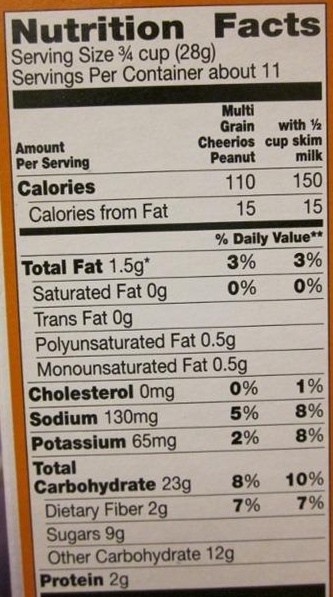 Nutrition Facts
Serving Size ¾ cup (28g)
Servings Per Container about 11
Amount Per Serving
Multi Grain Cheerios Peanut
with ½ cup skim milk
Calories 110 150
Calories from Fat 15 15
% Daily Value**
Total Fat 1.5g* 3% 3%
Saturated Fat 0g 0% 0%
Trans Fat 0g
Polyunsaturated Fat 0.5g
Monounsaturated Fat 0.5g
Cholesterol 0mg 0% 1%
Sodium 130mg 5% 8%
Potassium 65mg 2% 8%
Total
Carbohydrate 23g 8% 10%
Dietary Fiber 2g 7% 7%
Sugars 9g
Other Carbohydrate 12g
Protein 2g